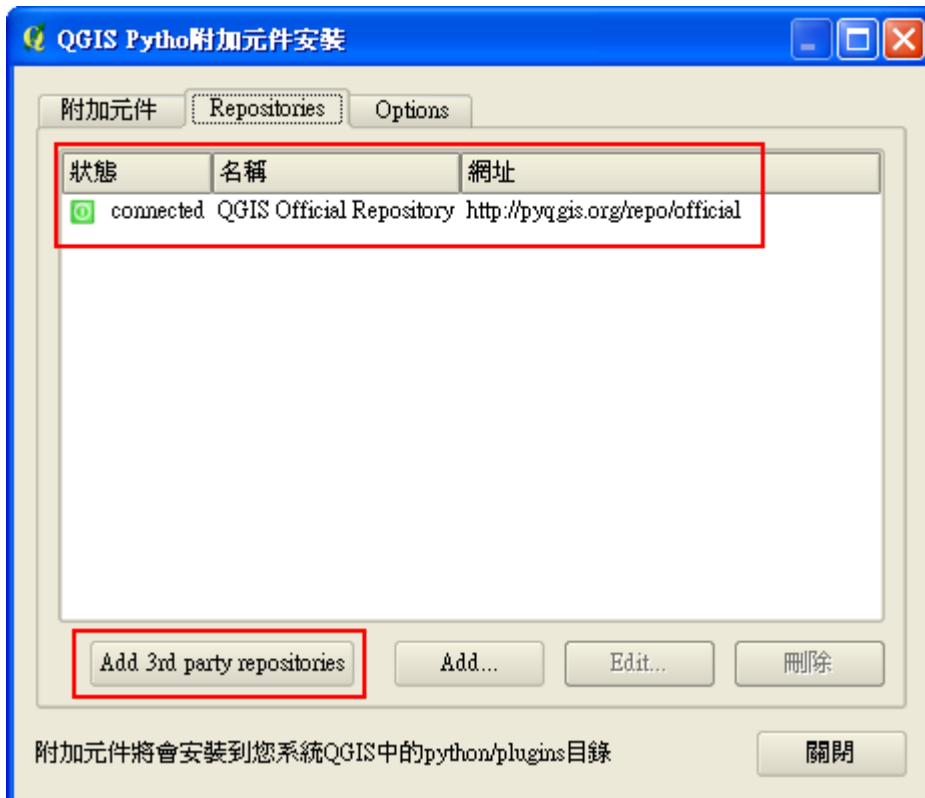 QGIS Pytho附加元件安裝
附加元件 Repositories Options
狀態 名稱 網址
connected QGIS Official Repository http://pyqgis.org/repo/official
Add 3rd party repositories Add... Edit... 刪除
附加元件將會安裝到您系統QGIS中的python/plugins目錄 關閉